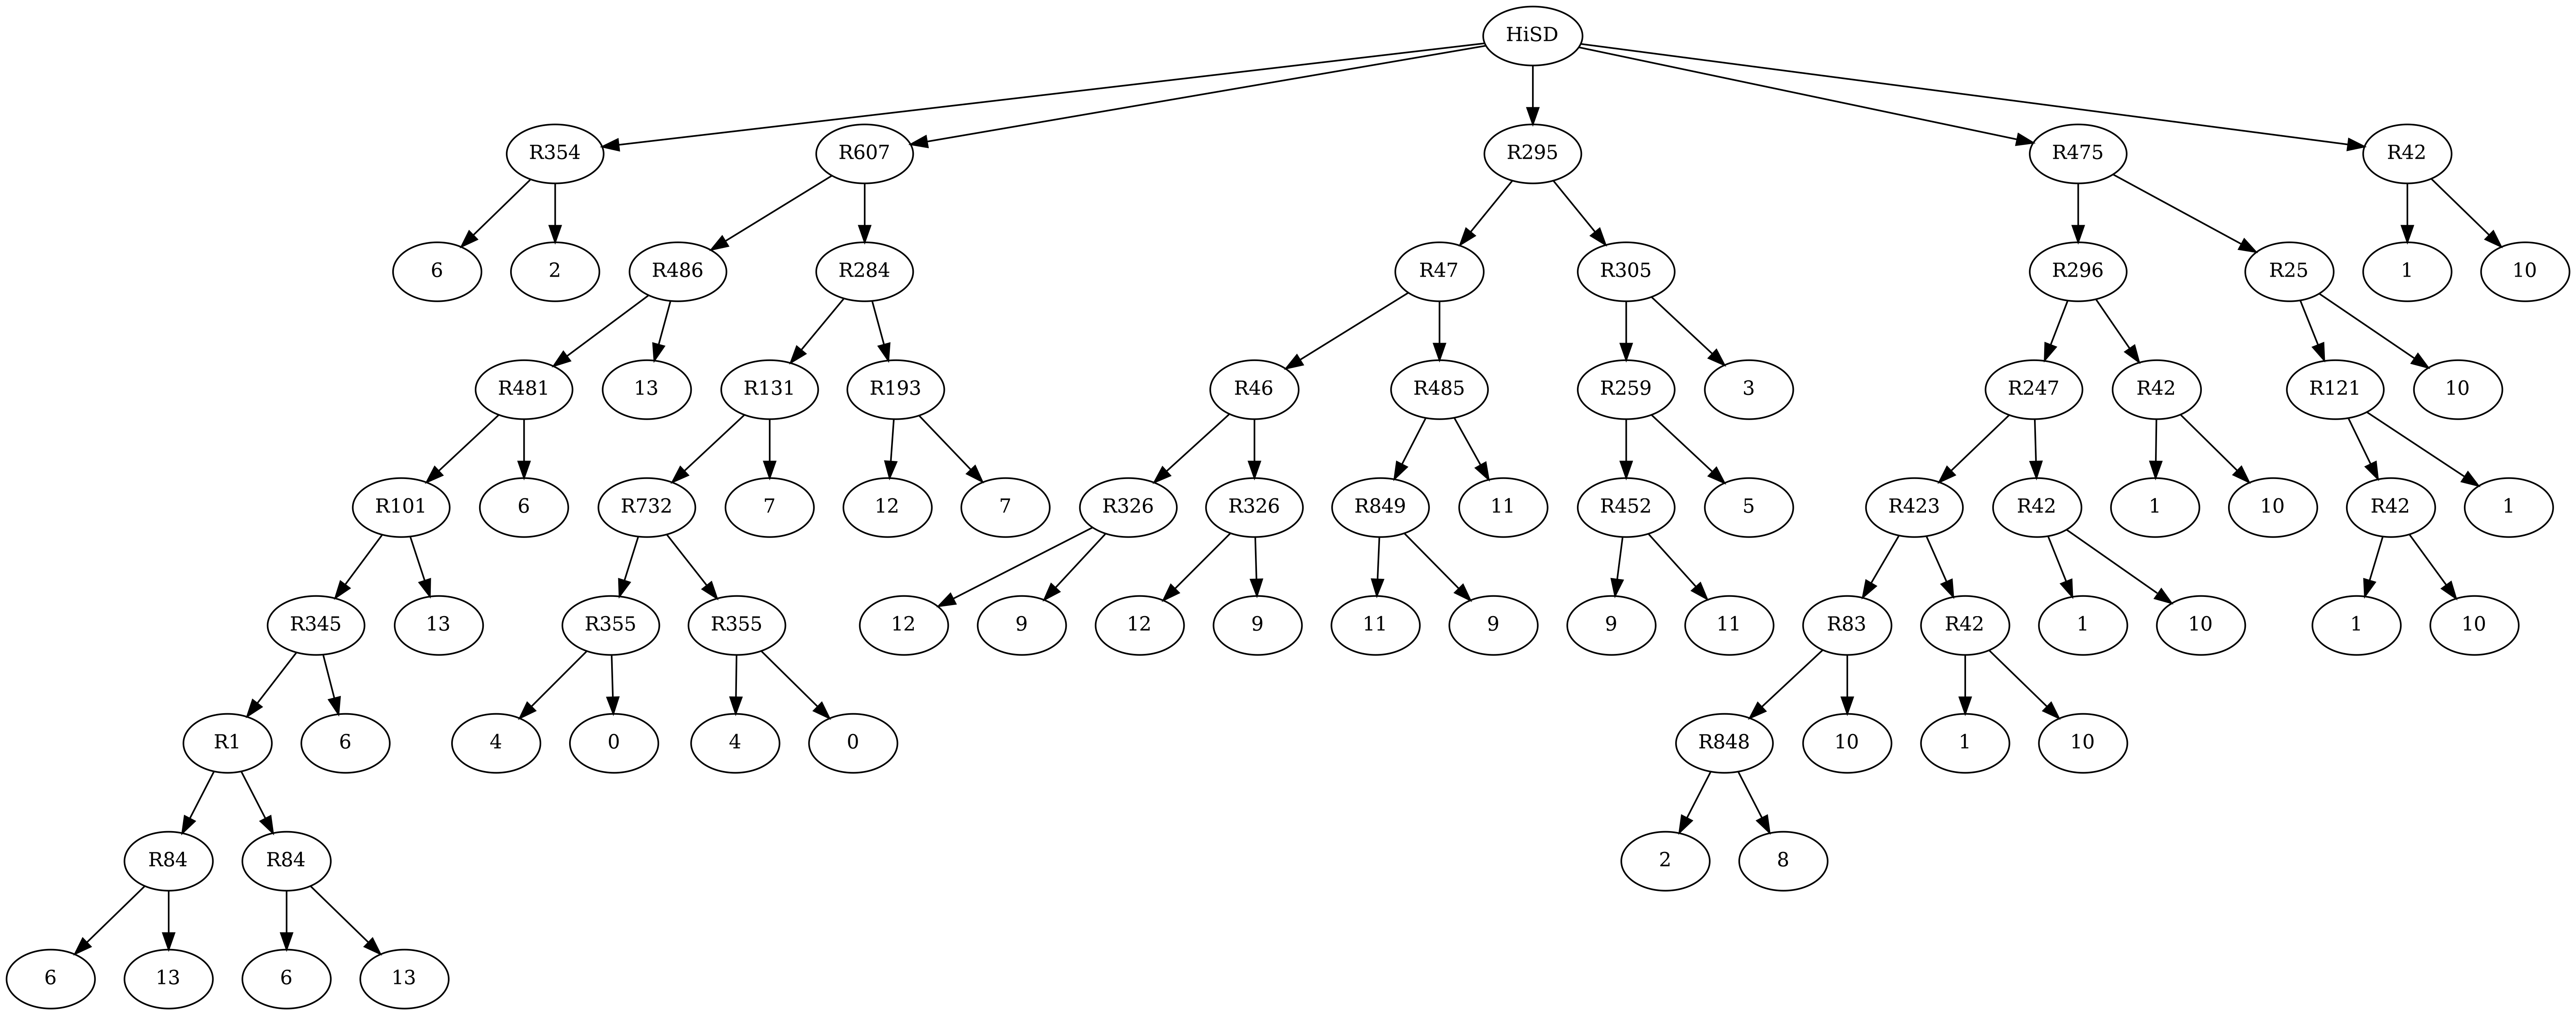 HiSD
R354 R607 R295 R475 R42
6 2 R486 R284 R47 R305 R296 R25 1 10
R481 13 R131 R193 R46 R485 R259 3 R247 R42 R121 10
R101 6 R732 7 12 7 R326 R326 R849 11 R452 5 R423 R42 1 10 R42 1
R345 13 R355 R355 12 9 12 9 11 9 9 11 R83 R42 1 10 1 10
R1 6 4 0 4 0 R848 10 1 10
R84 R84 2 8
6 13 6 13